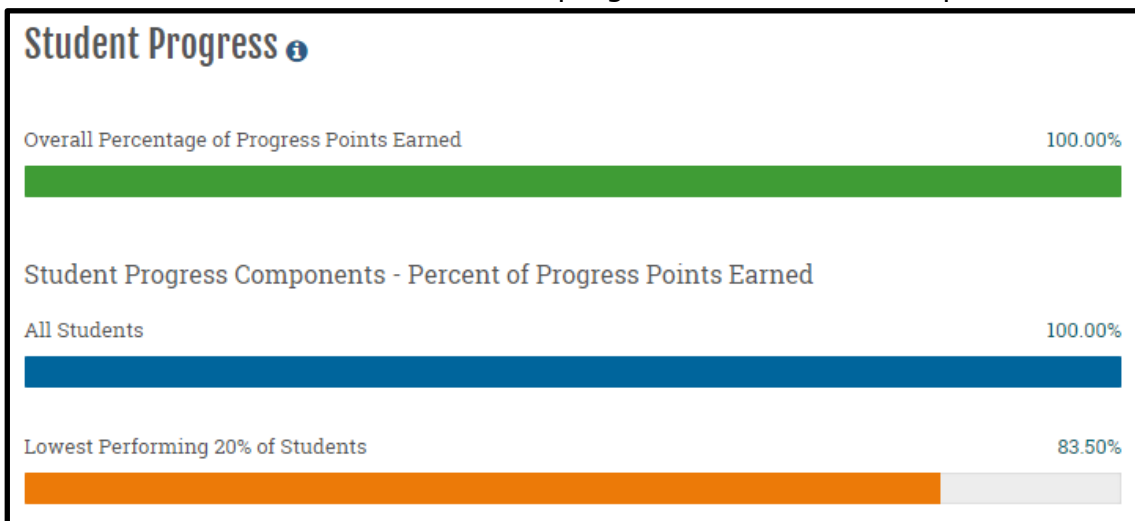 Student Progress
Overall Percentage of Progress Points Earned 100.00%
Student Progress Components - Percent of Progress Points Earned
All Students 100.00%
Lowest Performing 20% of Students 83.50%